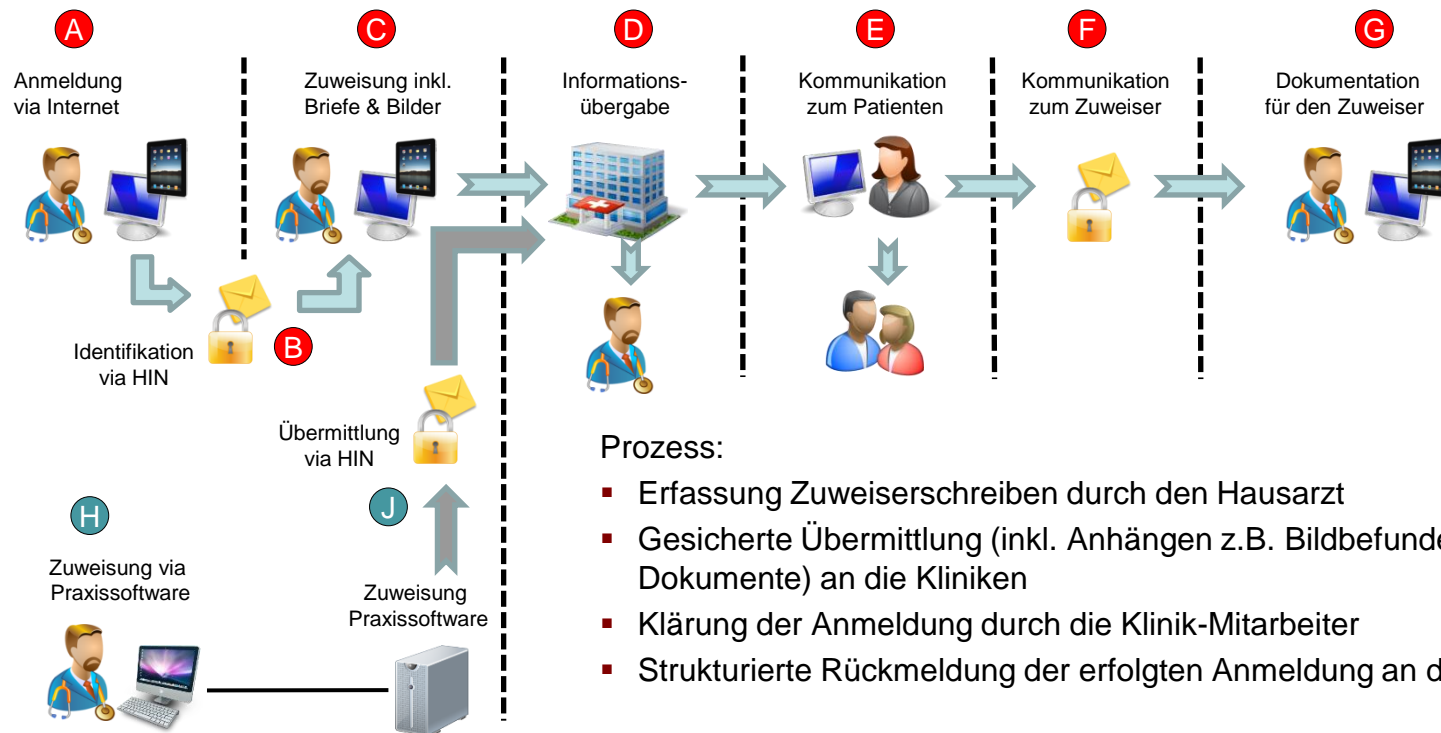 A
C
D
E
F
G
Anmeldung
via Internet
Zuweisung inkl.
Briefe & Bilder
Informations-
übergabe
Kommunikation
zum Patienten
Kommunikation
zum Zuweiser
Dokumentation
für den Zuweiser
B
Identifikation
via HIN
Übermittlung
via HIN
H
J
Zuweisung via
Praxissoftware
Zuweisung
Praxissoftware
Prozess:
▪ Erfassung Zuweiserschreiben durch den Hausarzt
▪ Gesicherte Übermittlung (inkl. Anhängen z.B. Bildbefunde
Dokumente) an die Kliniken
▪ Klärung der Anmeldung durch die Klinik-Mitarbeiter
▪ Strukturierte Rückmeldung der erfolgten Anmeldung an d